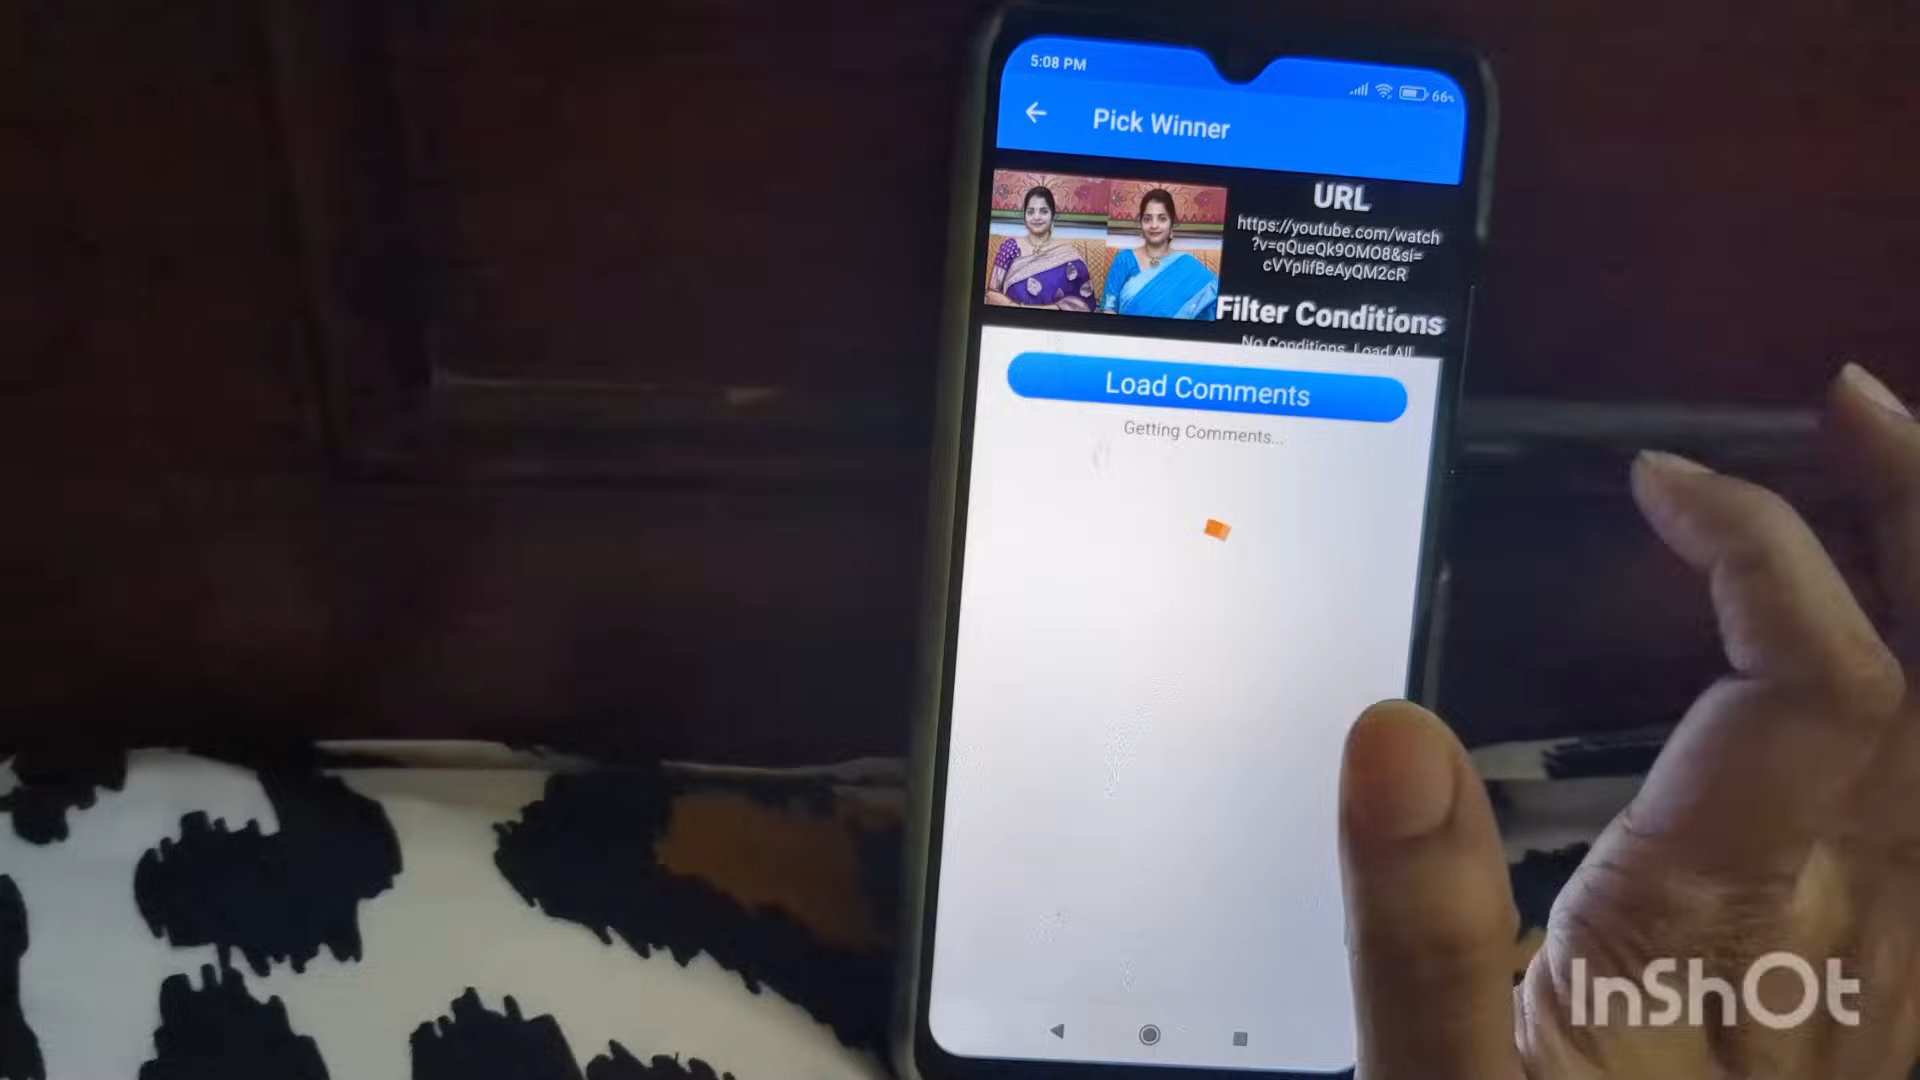 5:08 PM
66%
Pick Winner
URL
https://youtube.com/watch
?v=qQueQk9OMO8&si=
cVYplifBeAyQM2cR
Filter Conditions
No Conditions, Load All
Load Comments
Getting Comments...
InShOt